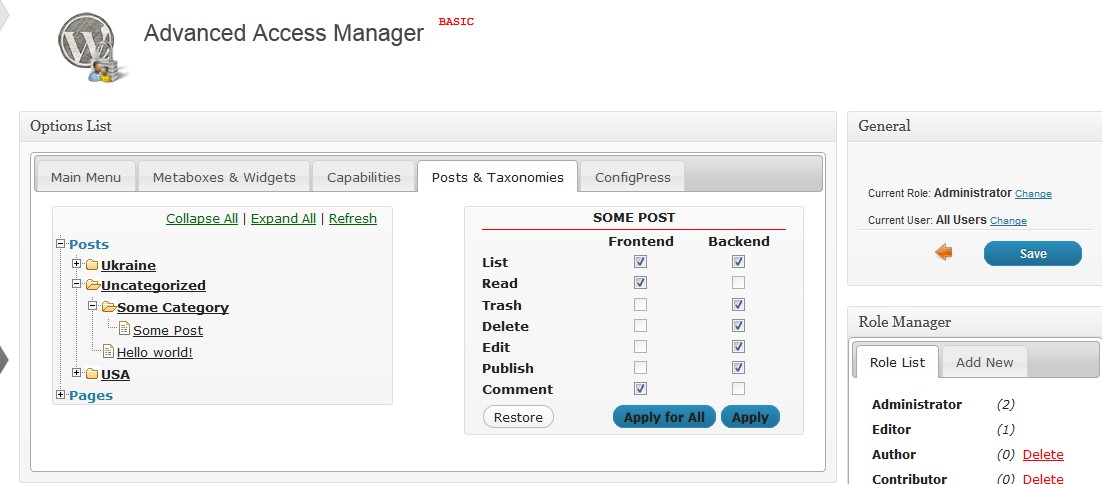 Advanced Access Manager BASIC
Options List
Main Menu Metaboxes & Widgets Capabilities Posts & Taxonomies ConfigPress
Collapse All | Expand All | Refresh
Posts
Ukraine
Uncategorized
Some Category
Some Post
Hello world!
USA
Pages
SOME POST
Frontend Backend
List
Read
Trash
Delete
Edit
Publish
Comment
Restore Apply for All Apply
General
Current Role: Administrator Change
Current User: All Users Change
Save
Role Manager
Role List Add New
Administrator (2)
Editor (1)
Author (0) Delete
Contributor (0) Delete